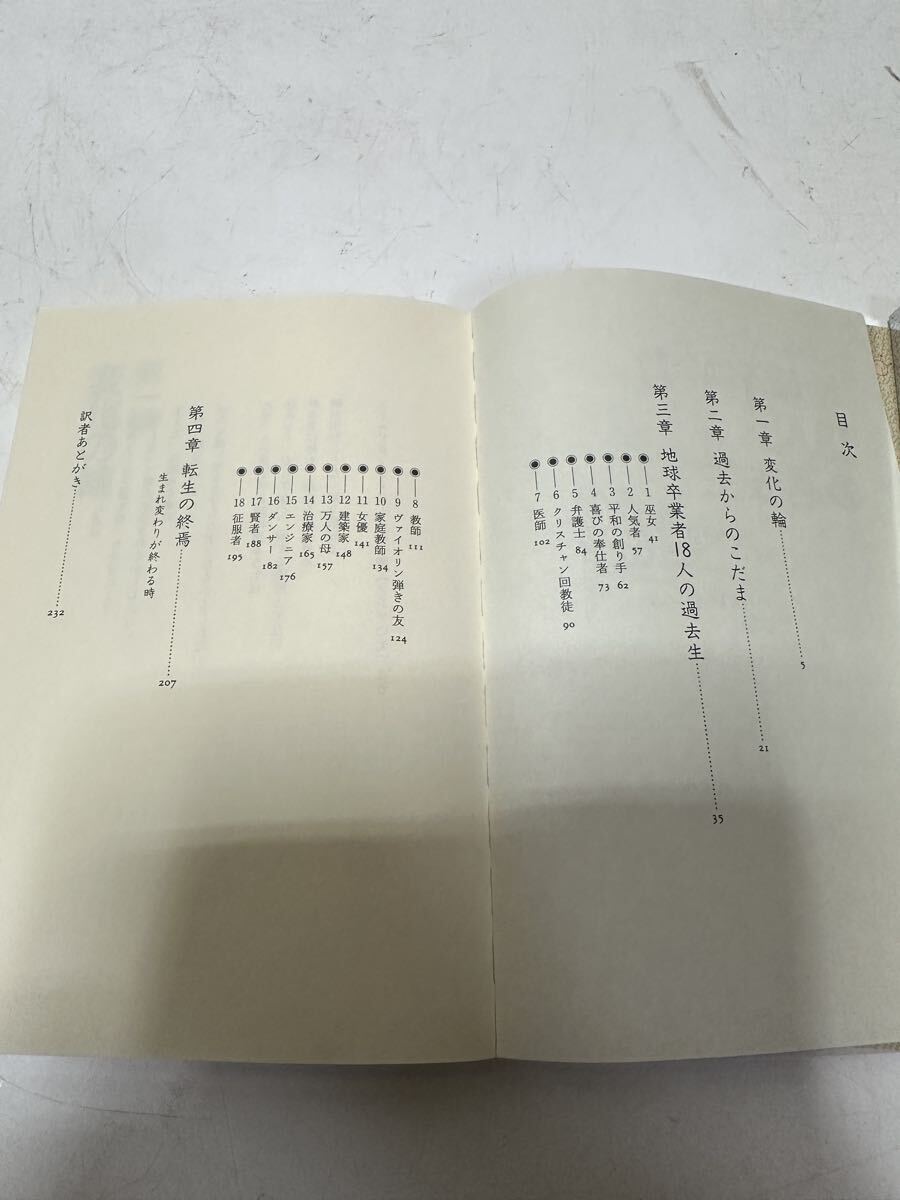 目次
第一章 変化の輪……………5
第二章 過去からのこだま……………21
第三章 地球卒業者18人の過去生……………35
1 巫女 41
2 人気者 57
3 平和の創り手 62
4 喜びの奉仕者 73
5 弁護士 84
6 クリスチャン回教徒 90
7 医師 102
8 教師 111
9 ヴァイオリン弾きの友 124
10 家庭教師 134
11 女優 141
12 建築家 148
13 万人の母 157
14 治療家 165
15 エンジニア 176
16 ダンサー 182
17 賢者 188
18 征服者 195
第四章 転生の終焉……………207
生まれ変わりが終わる時
訳者あとがき……………232